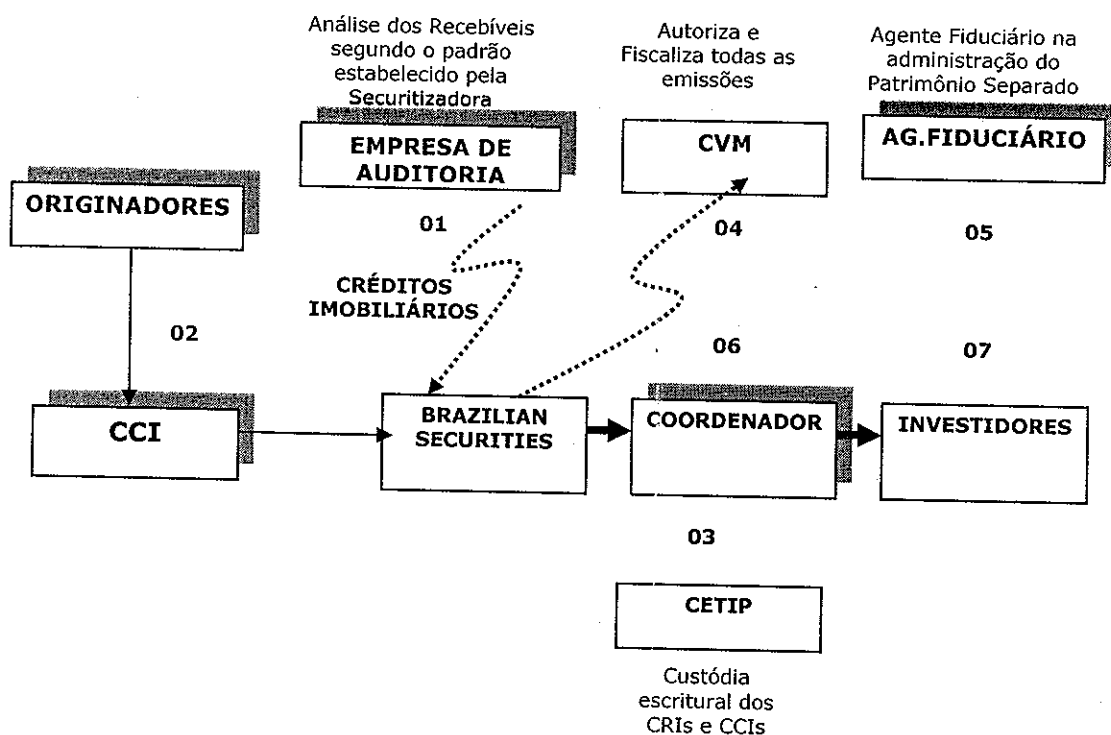 Análise dos Recebíveis
segundo o padrão
estabelecido pela
Securitizadora
Autoriza e
Fiscaliza todas as
emissões
Agente Fiduciário na
administração do
Patrimônio Separado
EMPRESA DE
AUDITORIA
CVM
AG.FIDUCIÁRIO
ORIGINADORES
01
04
05
CRÉDITOS
IMOBILIÁRIOS
02
06
07
CCI
BRAZILIAN
SECURITIES
COORDENADOR
INVESTIDORES
03
CETIP
Custódia
escritural dos
CRIs e CCIs